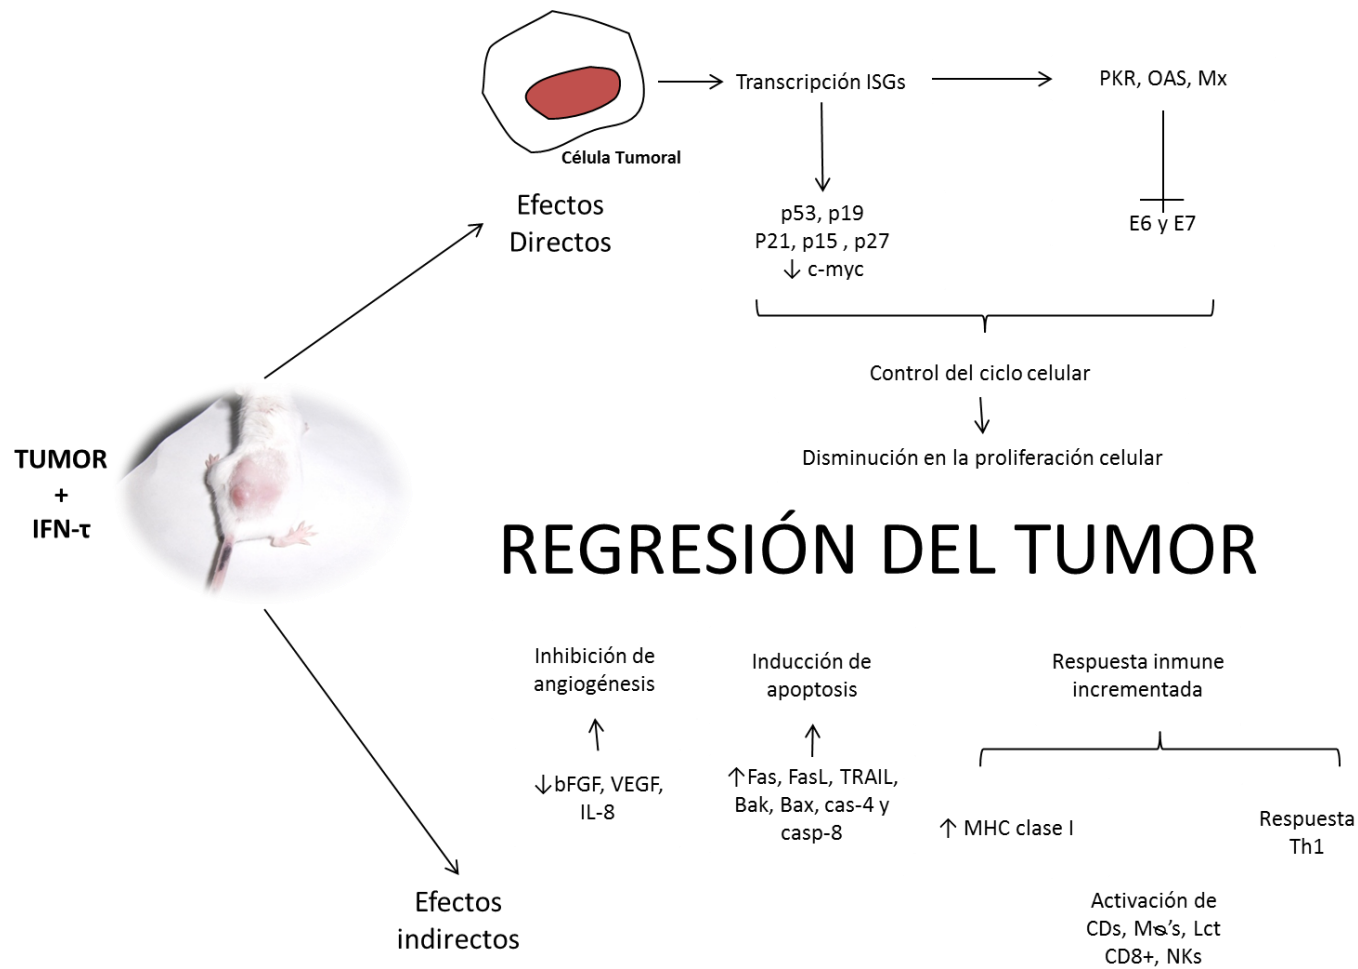 Célula Tumoral
Transcripción ISGs
PKR, OAS, Mx
Efectos
Directos
p53, p19
P21, p15 , p27
↓ c-myc
E6 y E7
Control del ciclo celular
Disminución en la proliferación celular
TUMOR
+
IFN-τ
REGRESIÓN DEL TUMOR
Inhibición de
angiogénesis
↓bFGF, VEGF,
IL-8
Inducción de
apoptosis
↑Fas, FasL, TRAIL,
Bak, Bax, cas-4 y
casp-8
Respuesta inmune
incrementada
↑ MHC clase I
Respuesta
Th1
Activación de
CDs, Mø's, Lct
CD8+, NKs
Efectos
indirectos